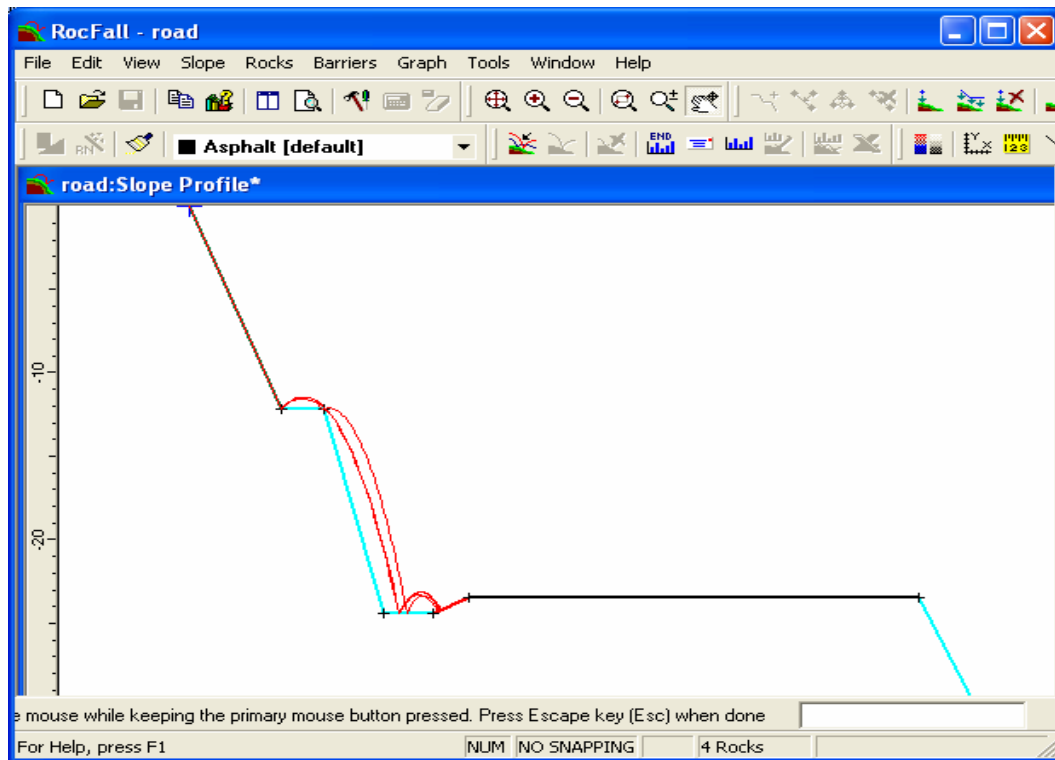 RocFall - road
File Edit View Slope Rocks Barriers Graph Tools Window Help
Asphalt [default] END
road:Slope Profile*
-10
-20
e mouse while keeping the primary mouse button pressed. Press Escape key (Esc) when done
For Help, press F1 NUM NO SNAPPING 4 Rocks